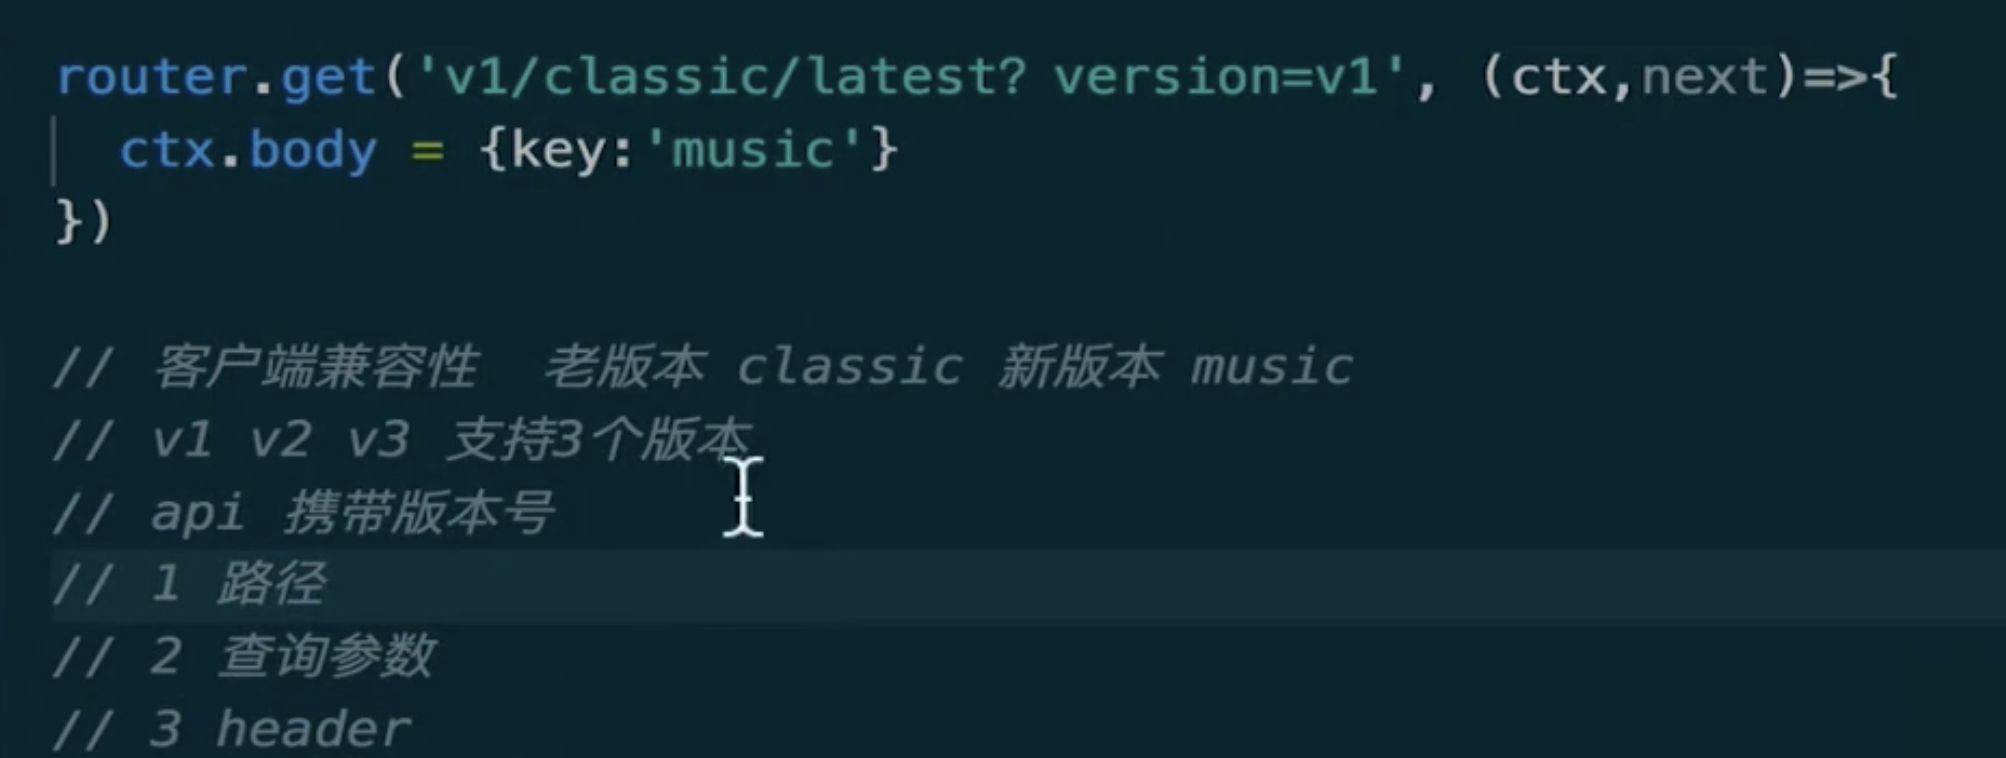 router.get('v1/classic/latest? version=v1', (ctx,next)=>{
  ctx.body = {key:'music'}
})
// 客户端兼容性  老版本 classic 新版本 music
// v1 v2 v3 支持3个版本
// api 携带版本号
// 1 路径
// 2 查询参数
// 3 header